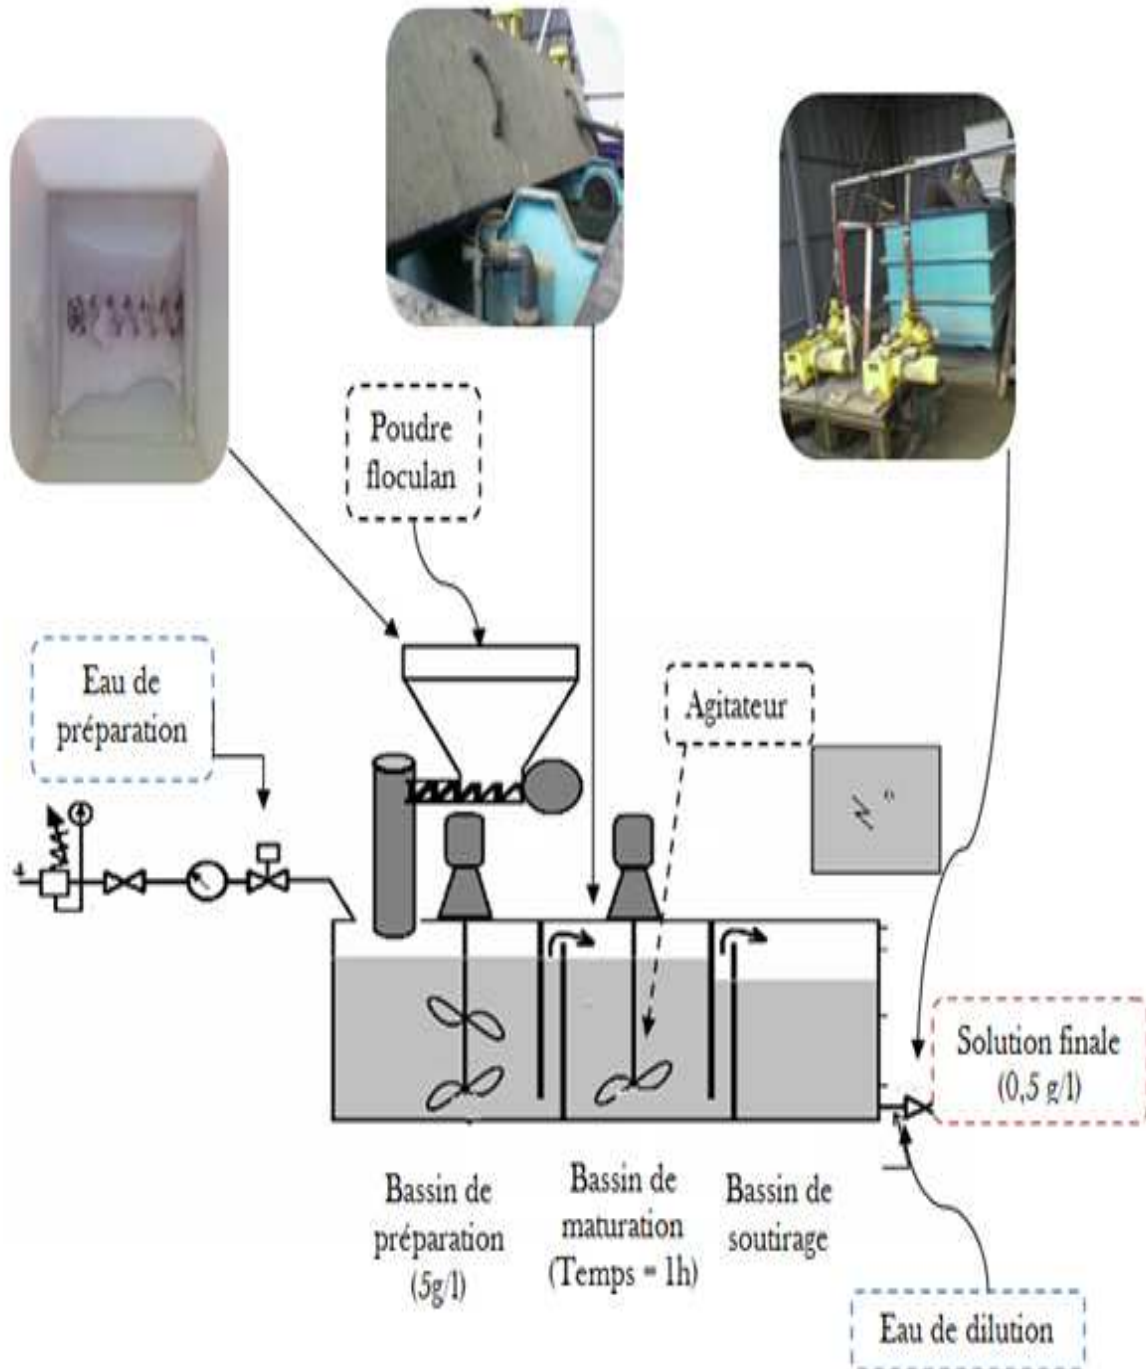 Poudre
floculan
Eau de
préparation
Agitateur
Solution finale
(0,5 g/l)
Bassin de
préparation
(5g/l)
Bassin de
maturation
(Temps = 1h)
Bassin de
soutirage
Eau de dilution